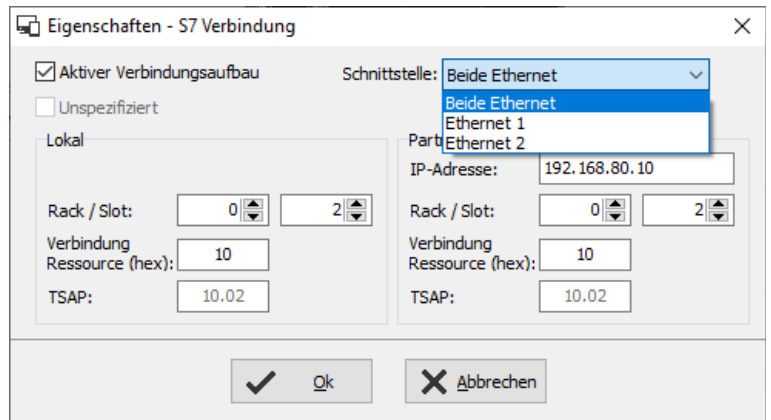 Eigenschaften - S7 Verbindung
Aktiver Verbindungsaufbau
Schnittstelle: Beide Ethernet
Beide Ethernet
Ethernet 1
Ethernet 2
Unspezifiziert
Lokal
Rack / Slot: 0 2
Verbindung
Ressource (hex): 10
TSAP: 10.02
IP-Adresse: 192.168.80.10
Rack / Slot: 0 2
Verbindung
Ressource (hex): 10
TSAP: 10.02
Ok
Abbrechen